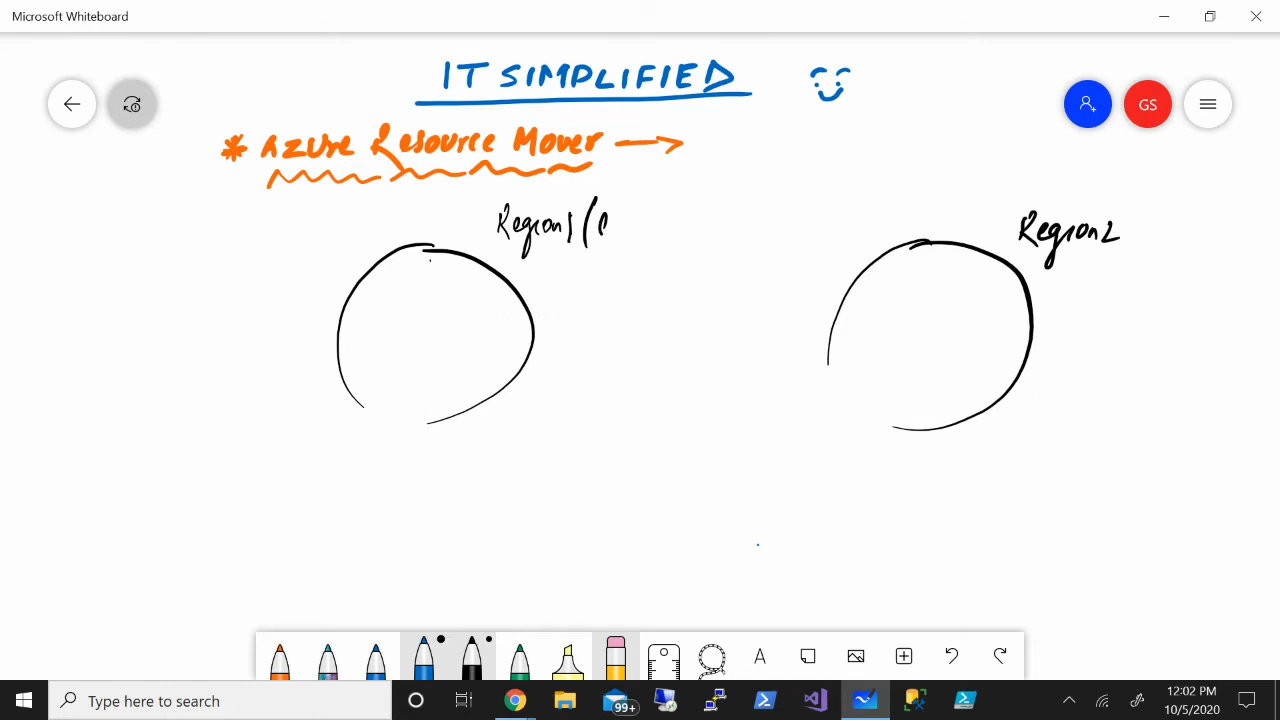 Microsoft Whiteboard
IT SIMPLIFIED
* Azure Resource Mover →
GS
Region1 (
Region2
A
99+
Type here to search
12:02 PM
10/5/2020